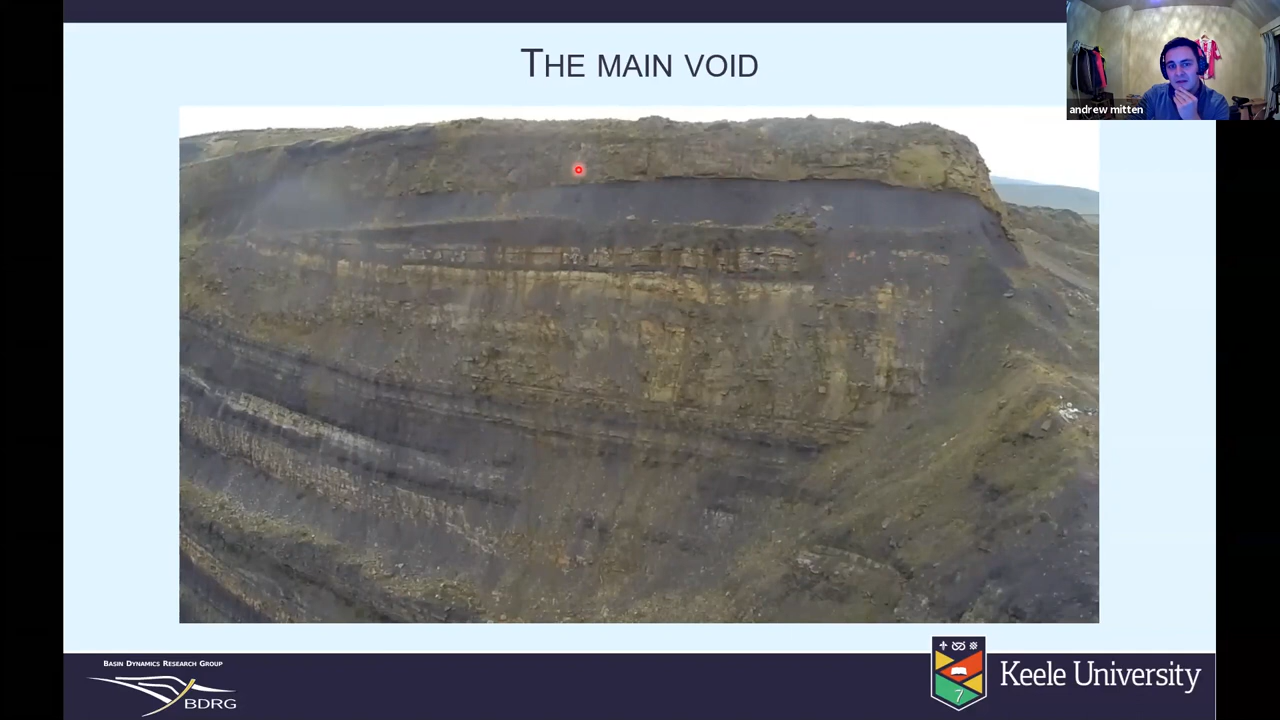 THE MAIN VOID
andrew mitten
BASIN DYNAMICS RESEARCH GROUP
BDRG
Keele University